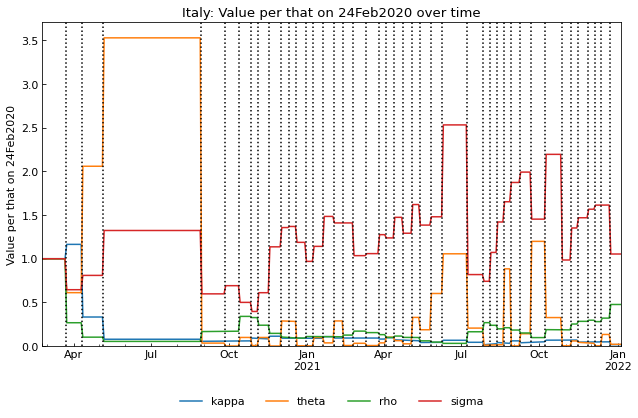 Italy: Value per that on 24Feb2020 over time
Value per that on 24Feb2020
3.5
3.0
2.5
2.0
1.5
1.0
0.5
0.0
Apr Jul Oct Jan Apr Jul Oct Jan
2021 2022
kappa theta rho sigma